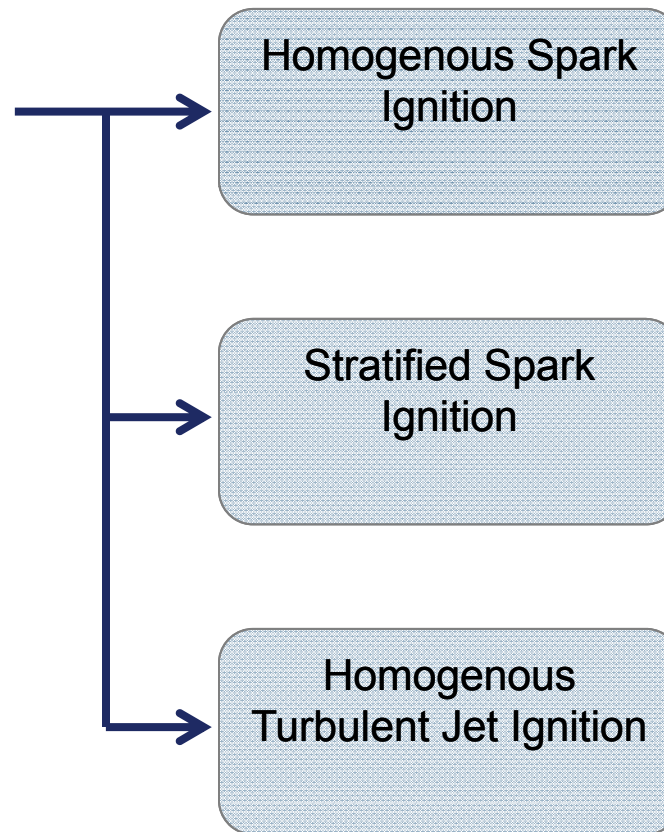 Homogenous Spark
Ignition
Stratified Spark
Ignition
Homogenous
Turbulent Jet Ignition